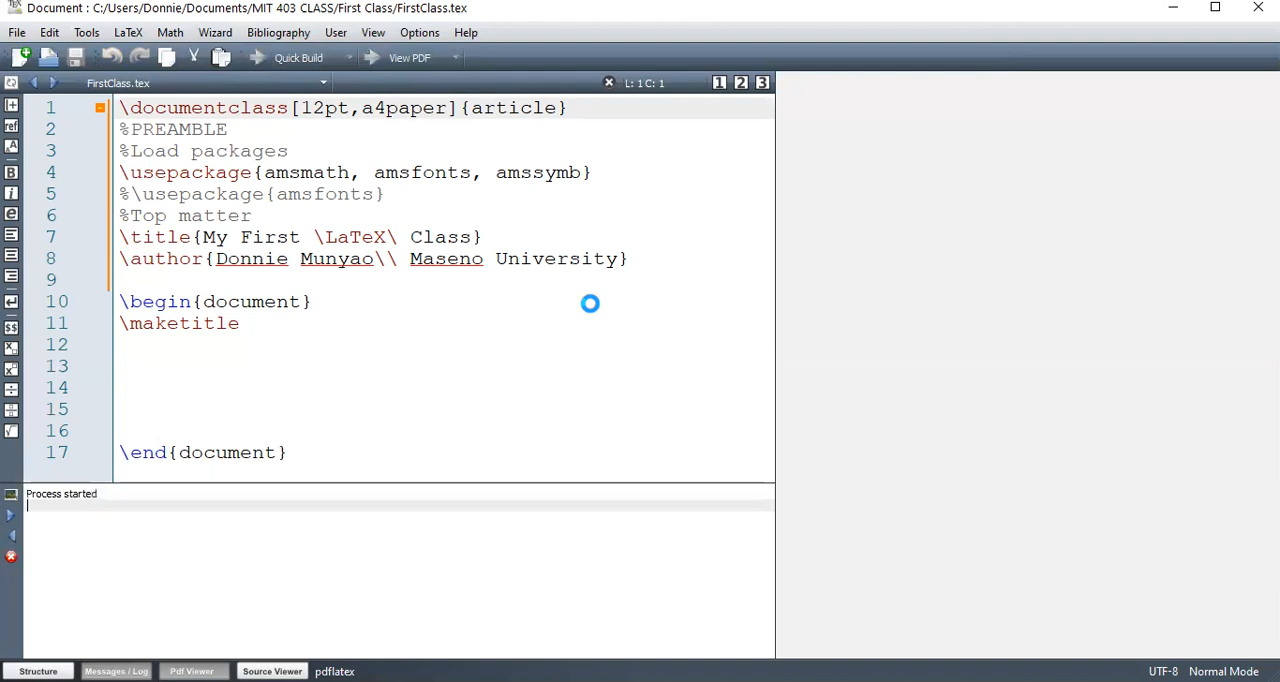 Document : C:/Users/Donnie/Documents/MIT 403 CLASS/First Class/FirstClass.tex
File Edit Tools LaTeX Math Wizard Bibliography User View Options Help
Quick Build View PDF
FirstClass.tex L: 1 C: 1 1 2 3
1 \documentclass[12pt,a4paper]{article}
2 %PREAMBLE
3 %Load packages
4 \usepackage{amsmath, amsfonts, amssymb}
5 %\usepackage{amsfonts}
6 %Top matter
7 \title{My First \LaTeX\ Class}
8 \author{Donnie Munyao\\ Maseno University}
9
10 \begin{document}
11 \maketitle
12
13
14
15
16
17 \end{document}
Process started
Structure Messages / Log Pdf Viewer Source Viewer pdflatex UTF-8 Normal Mode